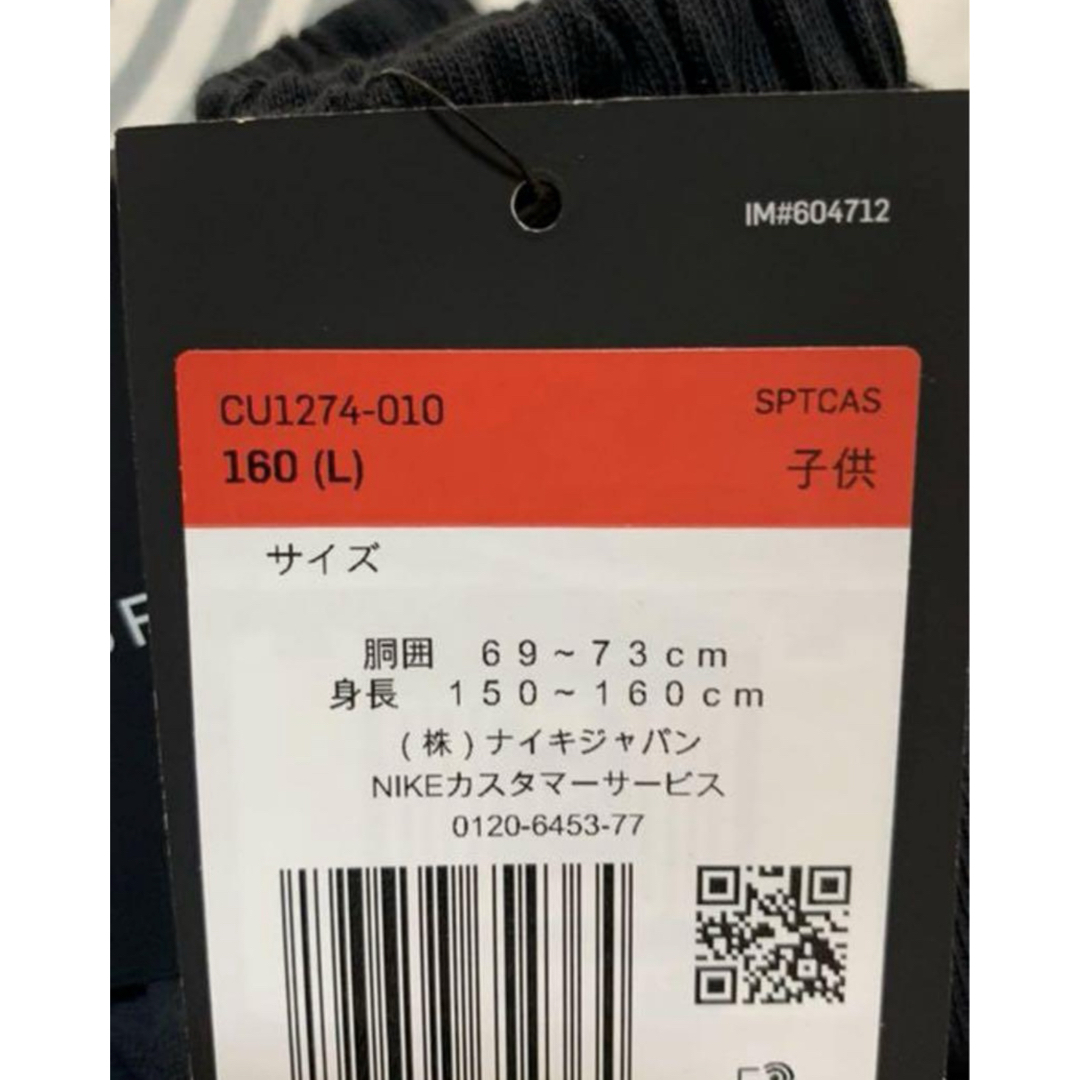 IM#604712
CU1274-010 SPTCAS
160 (L) 子供
サイズ
胴囲 69~73cm
身長 150~160cm
(株)ナイキジャパン
NIKEカスタマーサービス
0120-6453-77